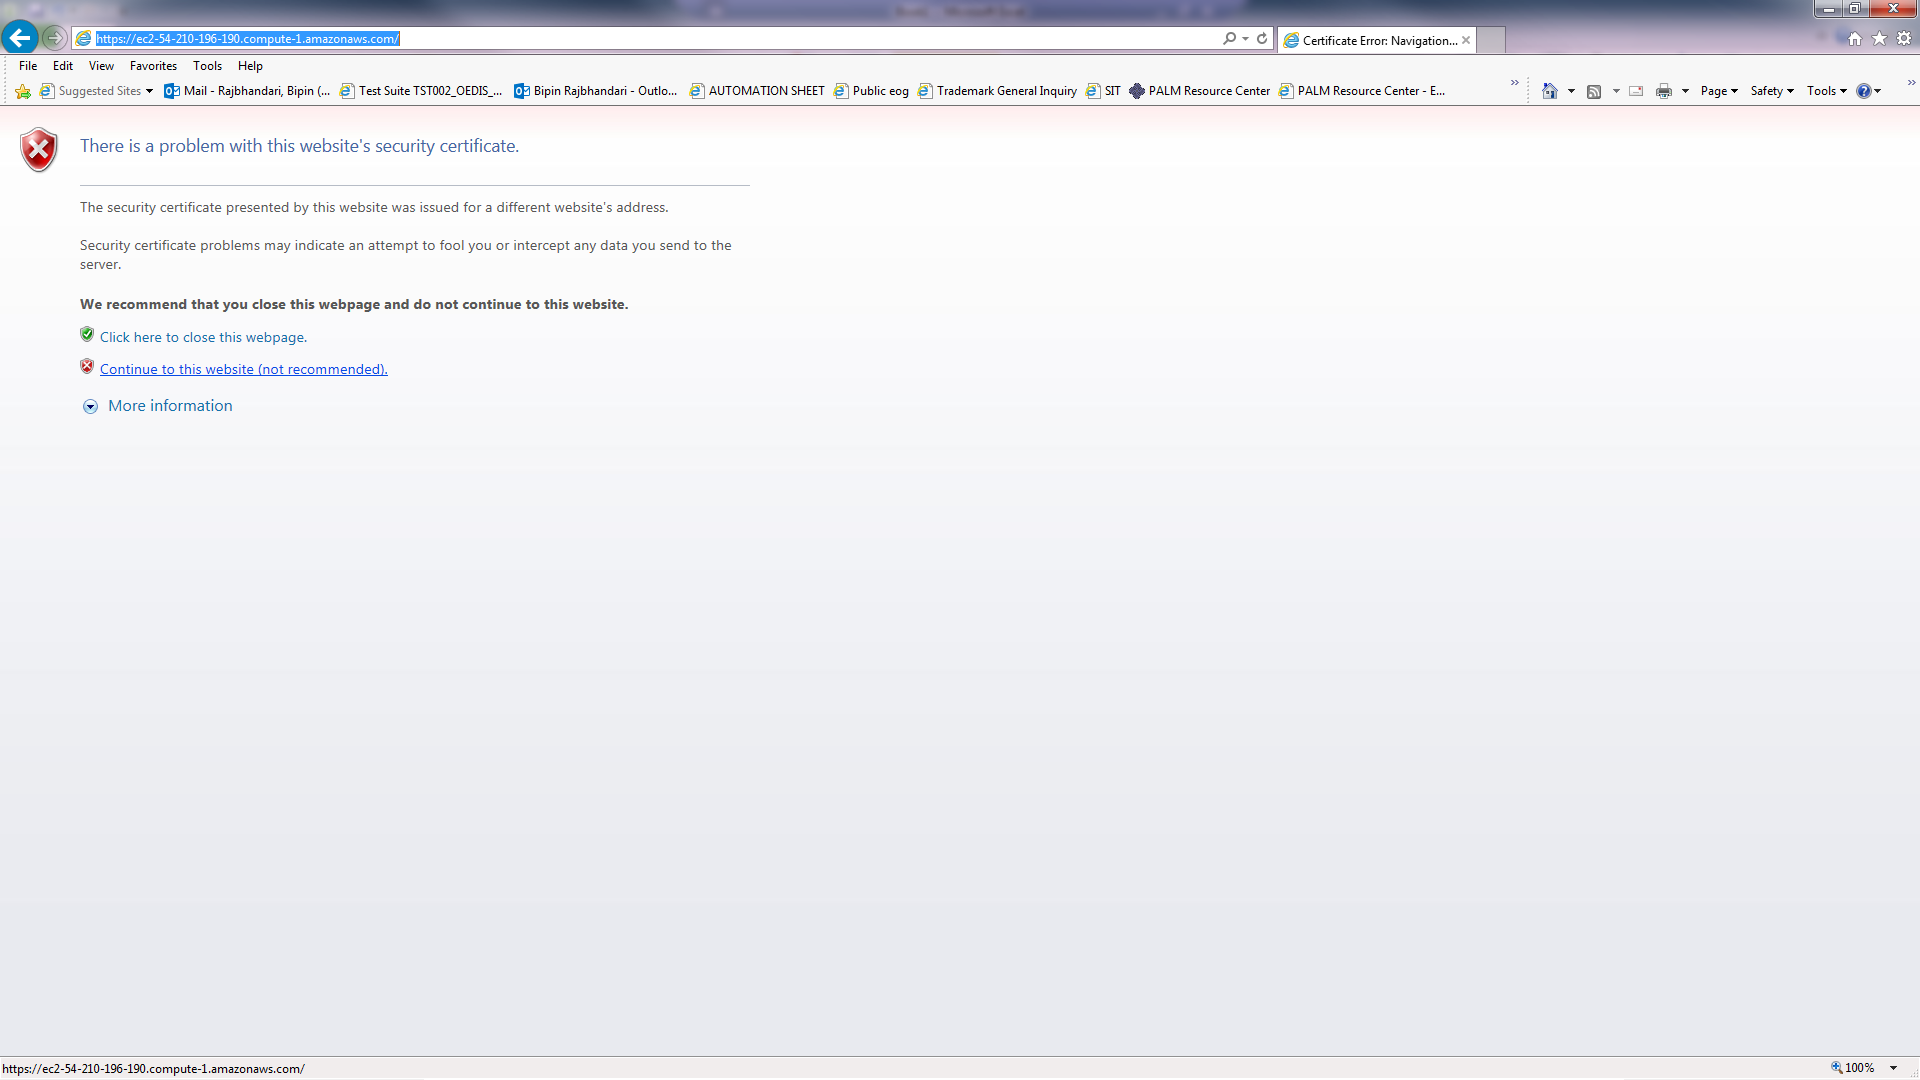 https://ec2-54-210-196-190.compute-1.amazonaws.com/
Certificate Error: Navigation...
File Edit View Favorites Tools Help
Suggested Sites Mail - Rajbhandari, Bipin (... Test Suite TST002_OEDIS_... Bipin Rajbhandari - Outlo... AUTOMATION SHEET Public eog Trademark General Inquiry SIT PALM Resource Center PALM Resource Center - E... Page Safety Tools
There is a problem with this website's security certificate.
The security certificate presented by this website was issued for a different website's address.
Security certificate problems may indicate an attempt to fool you or intercept any data you send to the
server.
We recommend that you close this webpage and do not continue to this website.
Click here to close this webpage.
Continue to this website (not recommended).
More information
https://ec2-54-210-196-190.compute-1.amazonaws.com/
100%